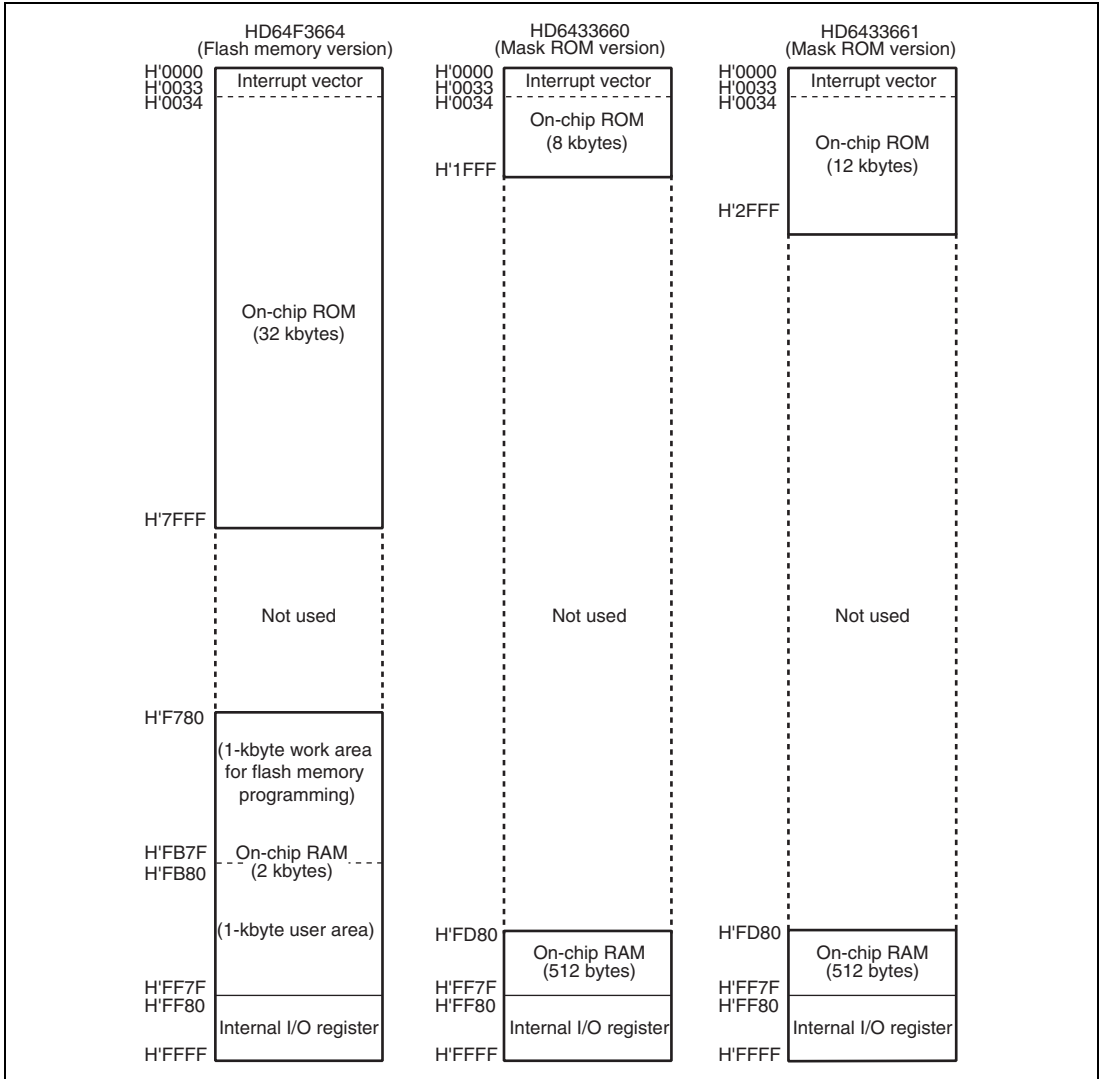 HD64F3664
(Flash memory version)
H'0000
H'0033
H'0034
Interrupt vector
On-chip ROM
(32 kbytes)
H'7FFF
Not used
H'F780
(1-kbyte work area
for flash memory
programming)
H'FB7F
H'FB80
On-chip RAM
(2 kbytes)
(1-kbyte user area)
H'FF7F
H'FF80
Internal I/O register
H'FFFF
HD6433660
(Mask ROM version)
H'0000
H'0033
H'0034
Interrupt vector
On-chip ROM
(8 kbytes)
H'1FFF
Not used
H'FD80
On-chip RAM
(512 bytes)
H'FF7F
H'FF80
Internal I/O register
H'FFFF
HD6433661
(Mask ROM version)
H'0000
H'0033
H'0034
Interrupt vector
On-chip ROM
(12 kbytes)
H'2FFF
Not used
H'FD80
On-chip RAM
(512 bytes)
H'FF7F
H'FF80
Internal I/O register
H'FFFF